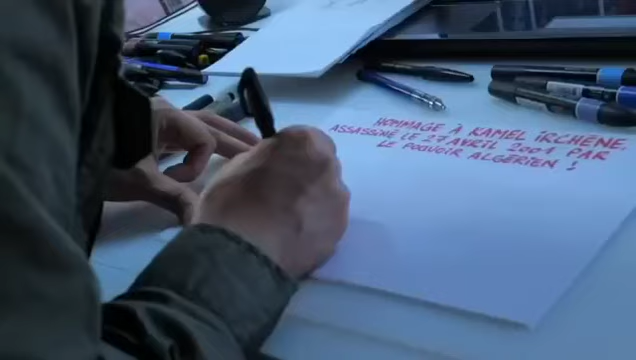 HOMMAGE À KAMEL IRCHENE
ASSASSINÉ LE 27 AVRIL 2001 PAR
LE POUVOIR ALGÉRIEN !